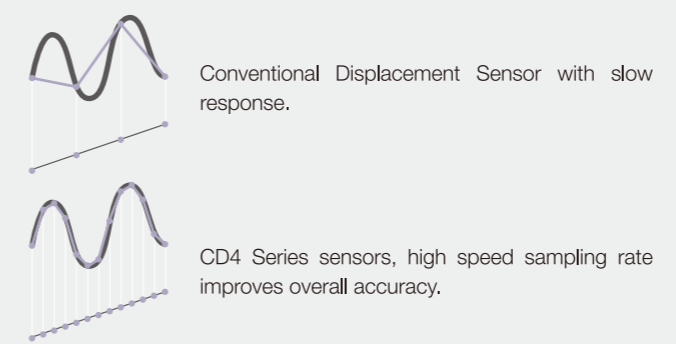 Conventional Displacement Sensor with slow
response.
CD4 Series sensors, high speed sampling rate
improves overall accuracy.